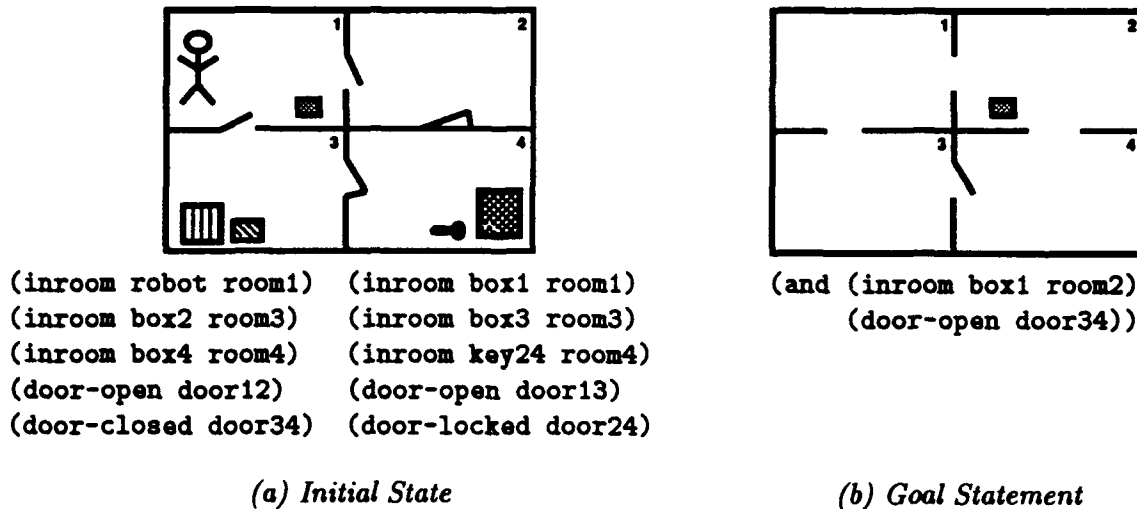 1 2
3 4
1 2
3 4
(inroom robot room1) (inroom box1 room1)
(inroom box2 room3) (inroom box3 room3)
(inroom box4 room4) (inroom key24 room4)
(door-open door12) (door-open door13)
(door-closed door34) (door-locked door24)
(and (inroom box1 room2)
(door-open door34))
(a) Initial State
(b) Goal Statement